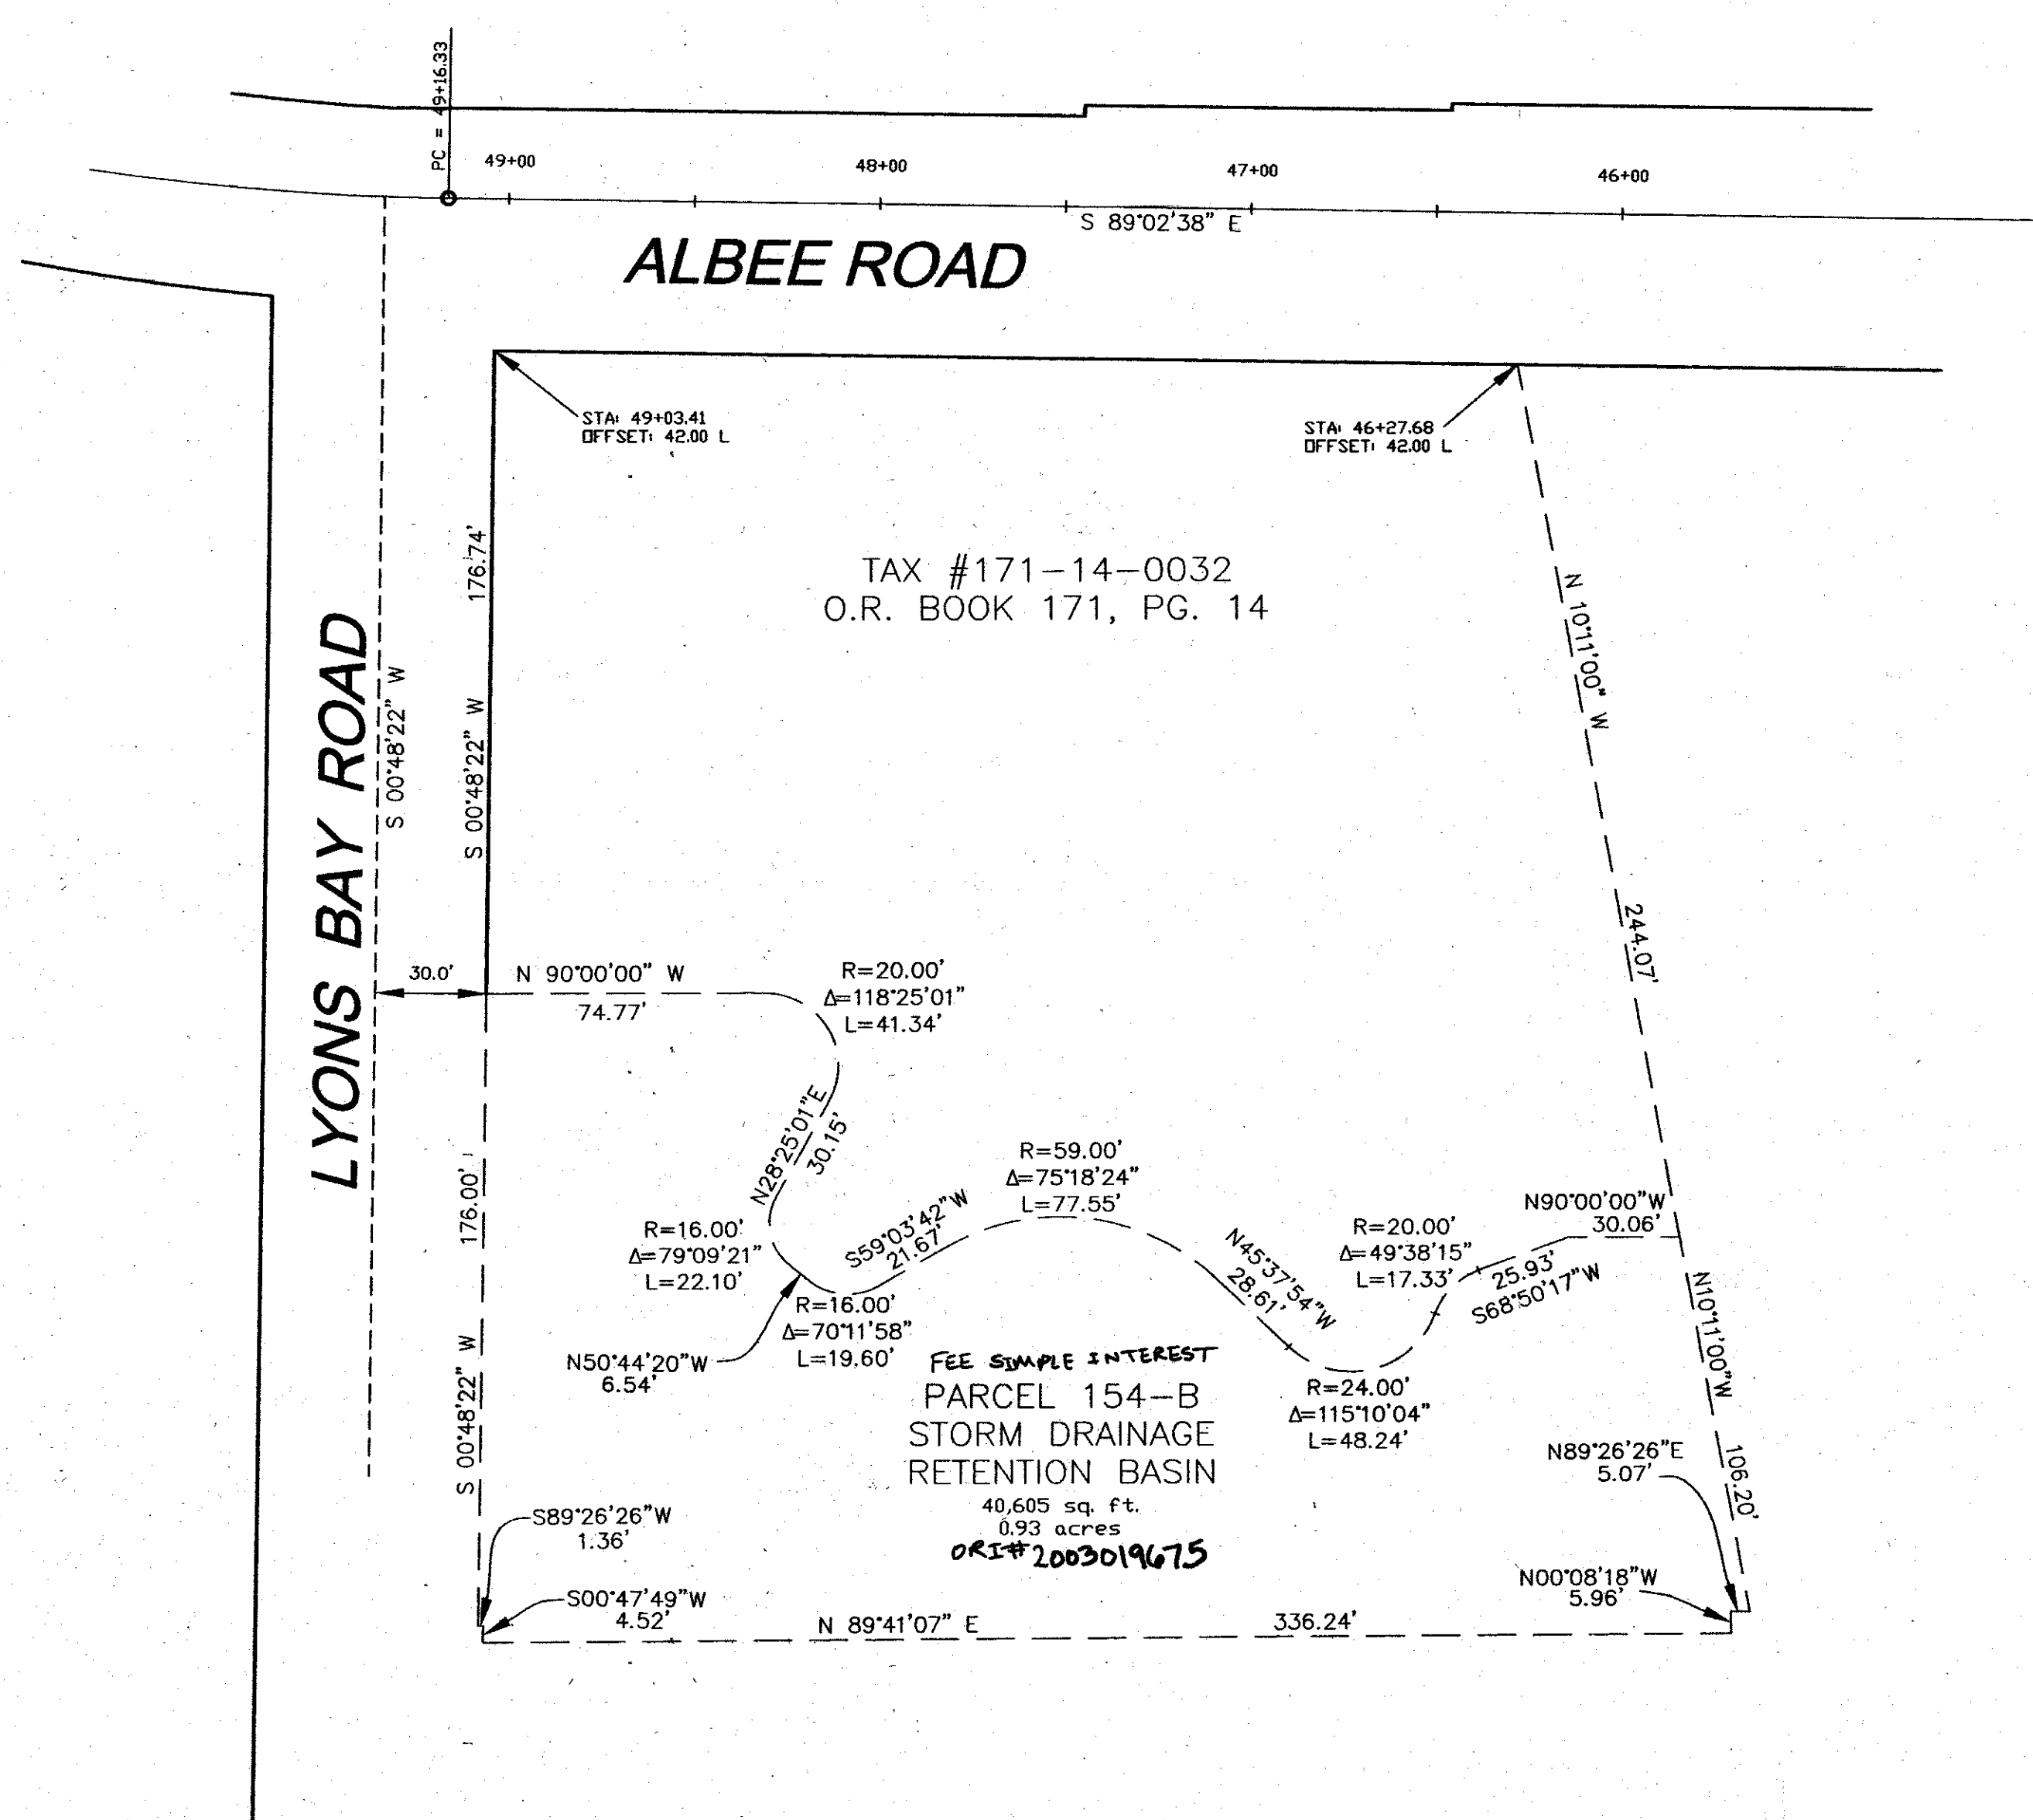 PC = 49+16.33
49+00
48+00
47+00
46+00
S 89°02'38" E
ALBEE ROAD
STA: 49+03.41
OFFSET: 42.00 L
STA: 46+27.68
OFFSET: 42.00 L
176.74'
S 00°48'22" W
S 00°48'22" W
LYONS BAY ROAD
TAX #171-14-0032
O.R. BOOK 171, PG. 14
N 10°11'00" W
244.07'
30.0'
N 90°00'00" W
74.77'
R=20.00'
Δ=118°25'01"
L=41.34'
N28°25'01"E
30.15'
R=16.00'
Δ=79°09'21"
L=22.10'
N50°44'20"W
6.54'
R=16.00'
Δ=70°11'58"
L=19.60'
S59°03'42"W
21.67'
R=59.00'
Δ=75°18'24"
L=77.55'
N45°37'54"W
28.61'
R=24.00'
Δ=115°10'04"
L=48.24'
R=20.00'
Δ=49°38'15"
L=17.33'
25.93'
S68°50'17"W
N90°00'00"W
30.06'
N10°11'00"W
106.20'
176.00'
S 00°48'22" W
FEE SIMPLE INTEREST
PARCEL 154-B
STORM DRAINAGE
RETENTION BASIN
40,605 sq. ft.
0.93 acres
ORI# 2003019675
N89°26'26"E
5.07'
N00°08'18"W
5.96'
S89°26'26"W
1.36'
S00°47'49"W
4.52'
N 89°41'07" E
336.24'